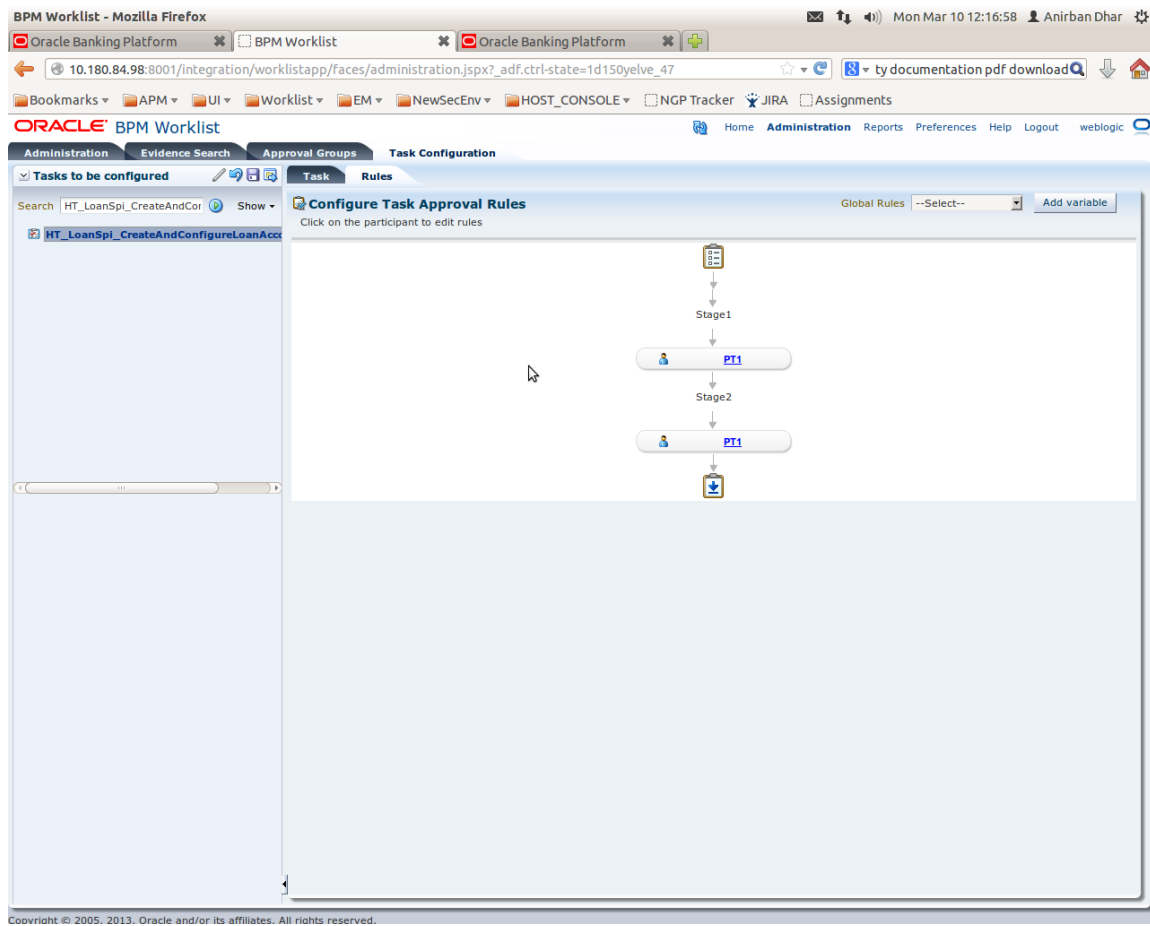 BPM Worklist - Mozilla Firefox
Mon Mar 10 12:16:58 Anirban Dhar
Oracle Banking Platform
BPM Worklist
Oracle Banking Platform
10.180.84.98:8001/integration/worklistapp/faces/administration.jspx?_adf.ctrl-state=1d150yelve_47
ty documentation pdf download
Bookmarks APM UI Worklist EM NewSecEnv HOST_CONSOLE NGP Tracker JIRA Assignments
ORACLE BPM Worklist
Home Administration Reports Preferences Help Logout weblogic
Administration Evidence Search Approval Groups Task Configuration
Tasks to be configured
Task Rules
Search HT_LoanSpi_CreateAndCor Show
Configure Task Approval Rules
Global Rules --Select-- Add variable
Click on the participant to edit rules
HT_LoanSpi_CreateAndConfigureLoanAcco
Stage1
PT1
Stage2
PT1
Copyright © 2005, 2013, Oracle and/or its affiliates. All rights reserved.